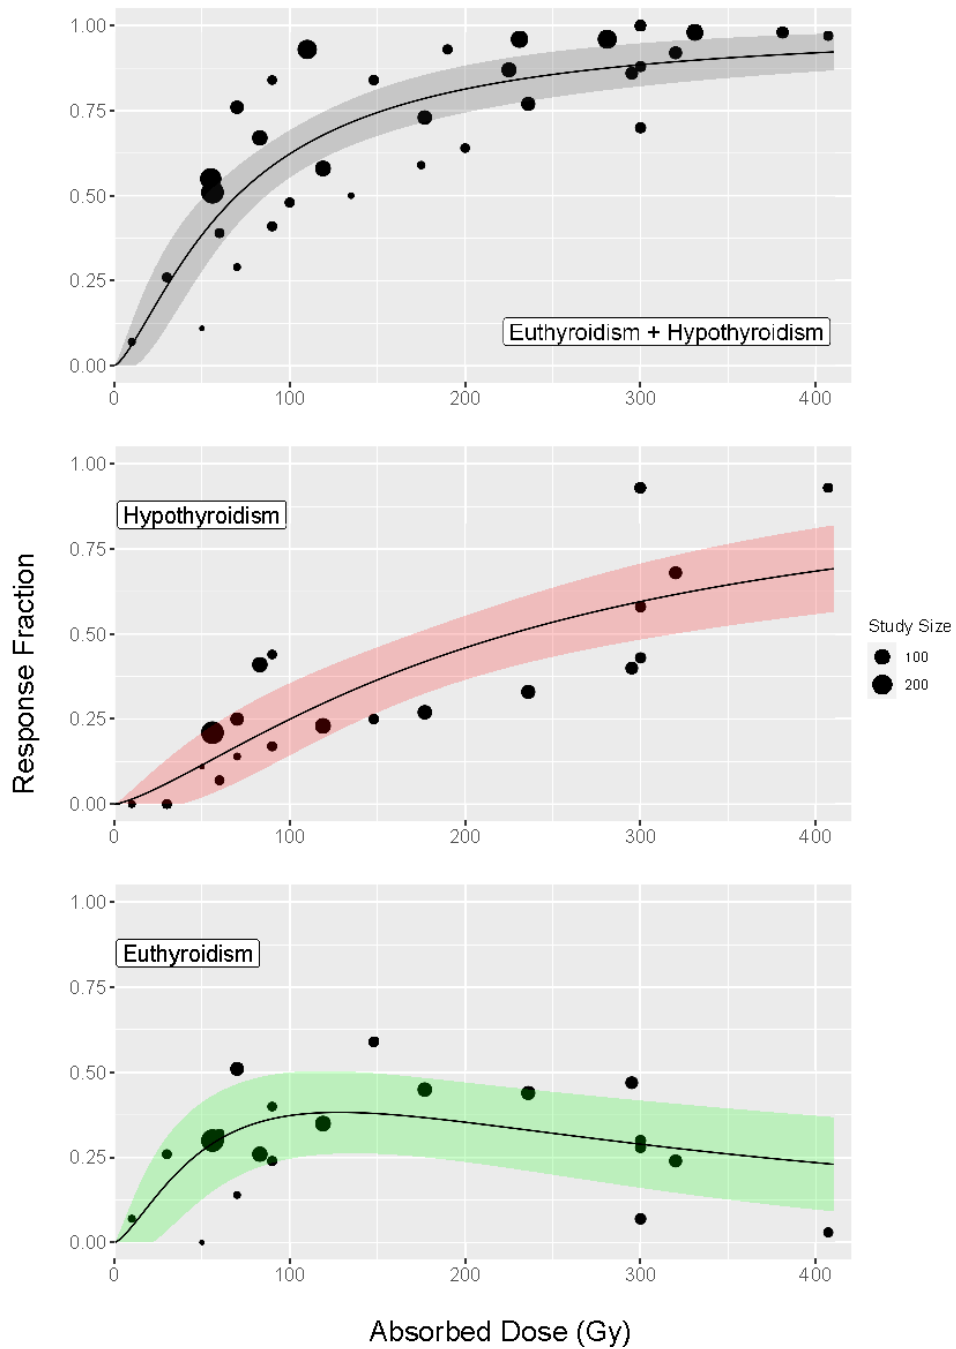 1.00
0.75
0.50
0.25
0.00
Euthyroidism + Hypothyroidism
0 100 200 300 400
1.00
Hypothyroidism
0.75
0.50
0.25
0.00
0 100 200 300 400
Response Fraction
Study Size
100
200
1.00
Euthyroidism
0.75
0.50
0.25
0.00
0 100 200 300 400
Absorbed Dose (Gy)